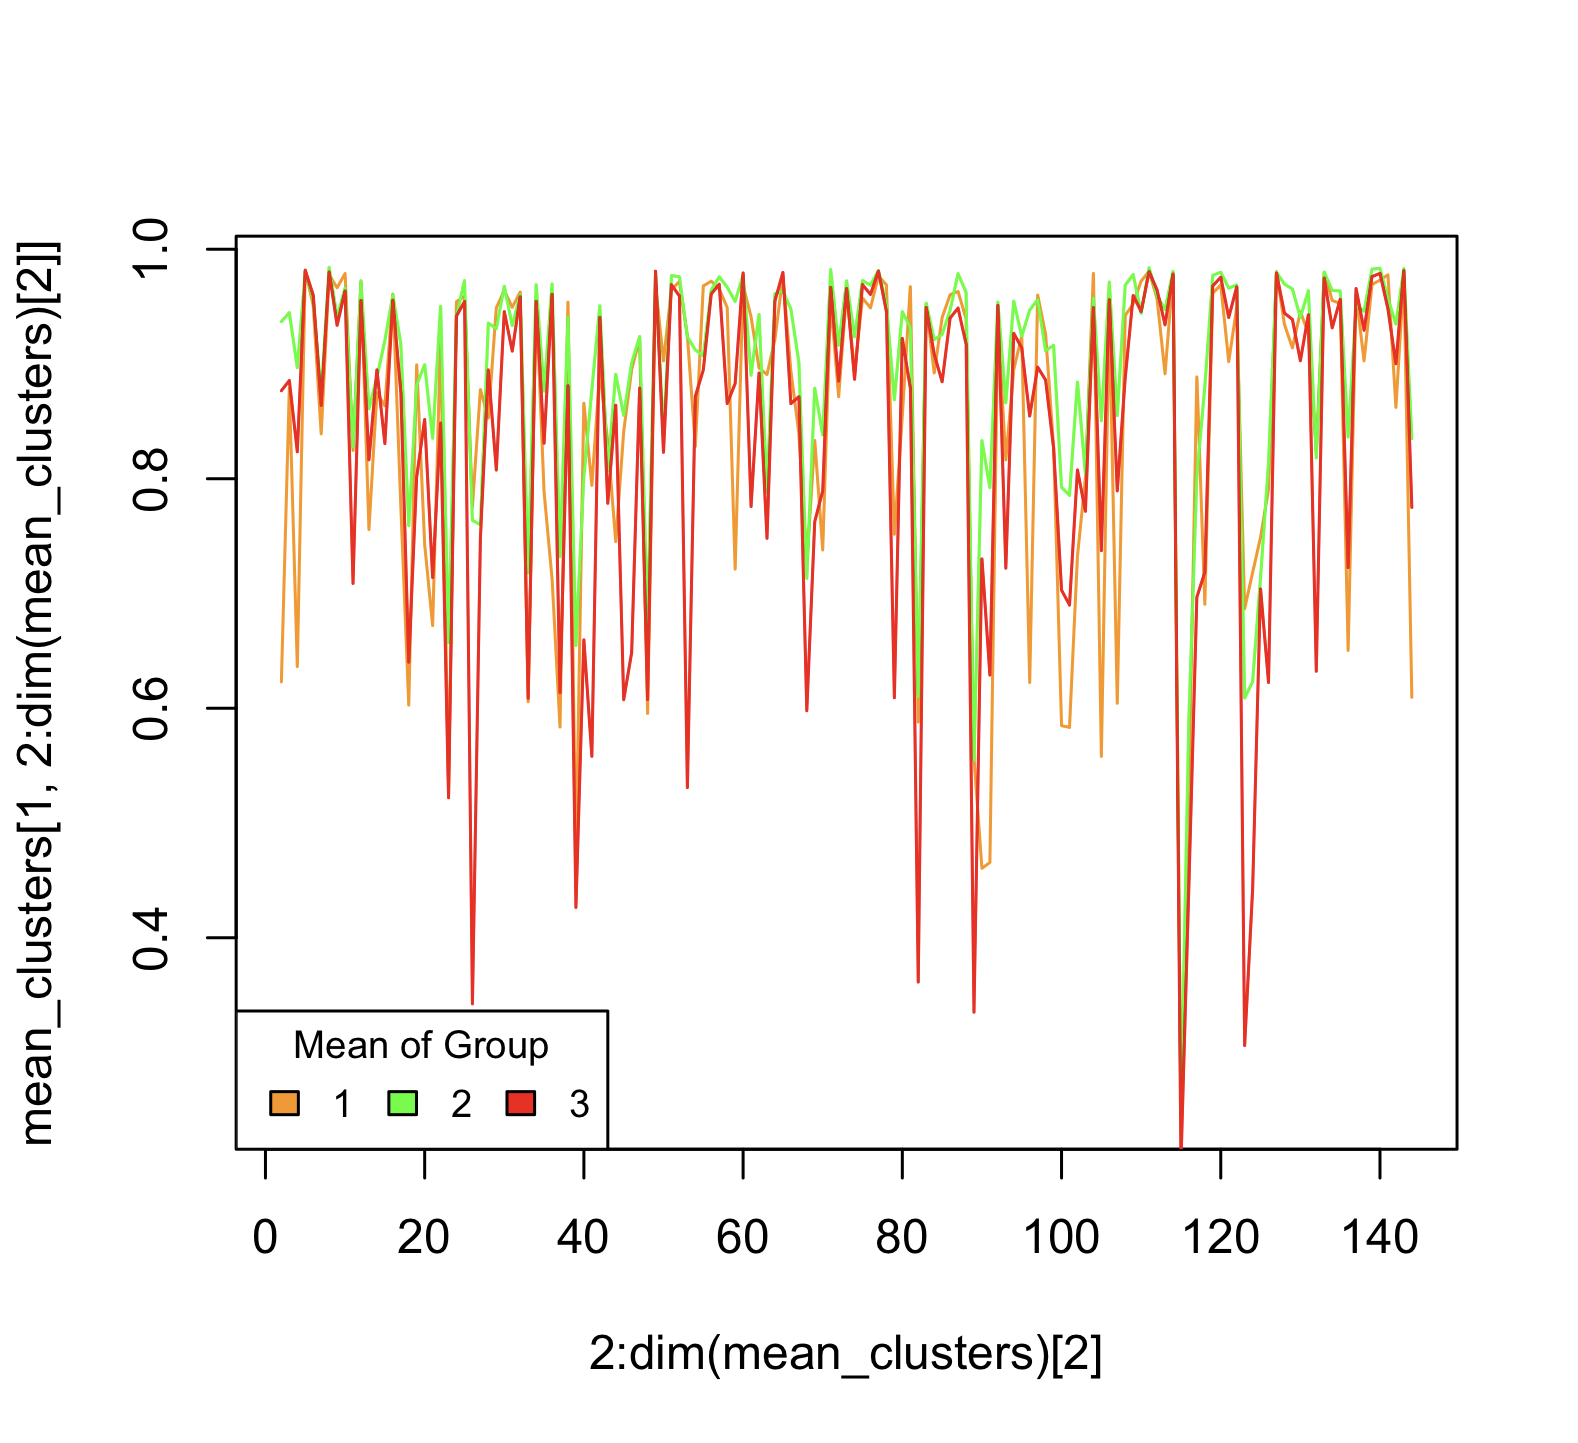 mean_clusters[1, 2:dim(mean_clusters)[2]]
1.0
0.8
0.6
0.4
Mean of Group
1 2 3
0 20 40 60 80 100 120 140
2:dim(mean_clusters)[2]